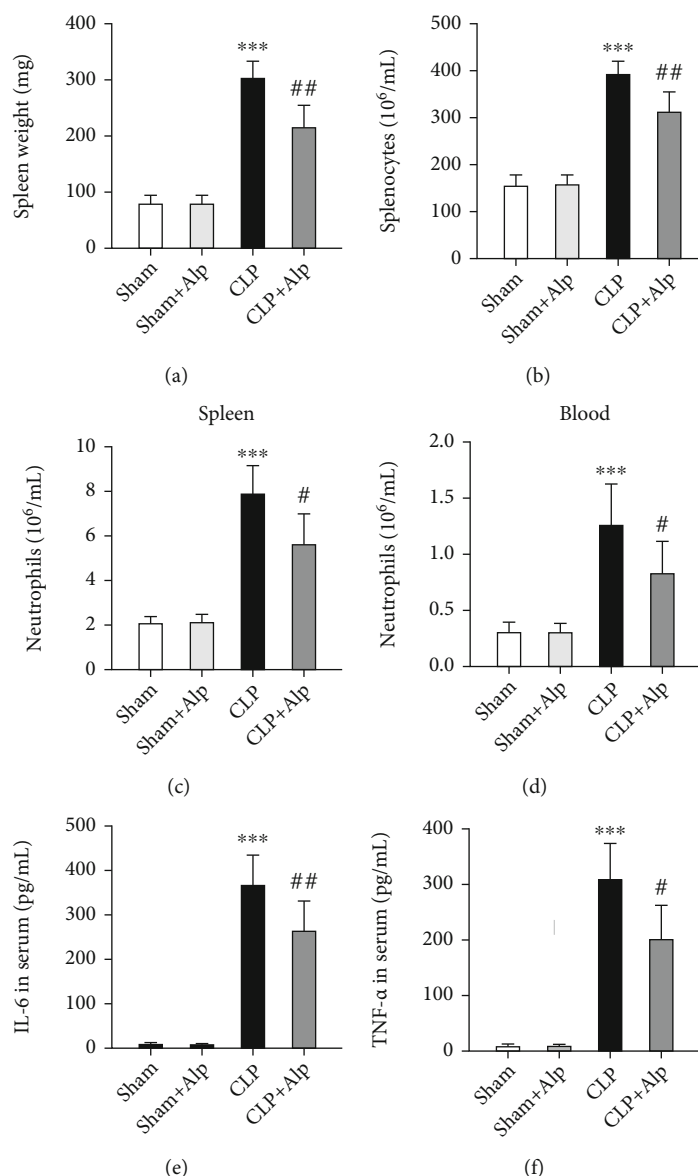 400
300
200
100
0
Spleen weight (mg)
***
##
Sham
Sham+Alp
CLP
CLP+Alp
(a)
500
400
300
200
100
0
Splenocytes (10⁶/mL)
***
##
Sham
Sham+Alp
CLP
CLP+Alp
(b)
Spleen
10
8
6
4
2
0
Neutrophils (10⁶/mL)
***
#
Sham
Sham+Alp
CLP
CLP+Alp
(c)
Blood
2.0
1.5
1.0
0.5
0.0
Neutrophils (10⁶/mL)
***
#
Sham
Sham+Alp
CLP
CLP+Alp
(d)
500
400
300
200
100
0
IL-6 in serum (pg/mL)
***
##
Sham
Sham+Alp
CLP
CLP+Alp
(e)
400
300
200
100
0
TNF-α in serum (pg/mL)
***
#
Sham
Sham+Alp
CLP
CLP+Alp
(f)